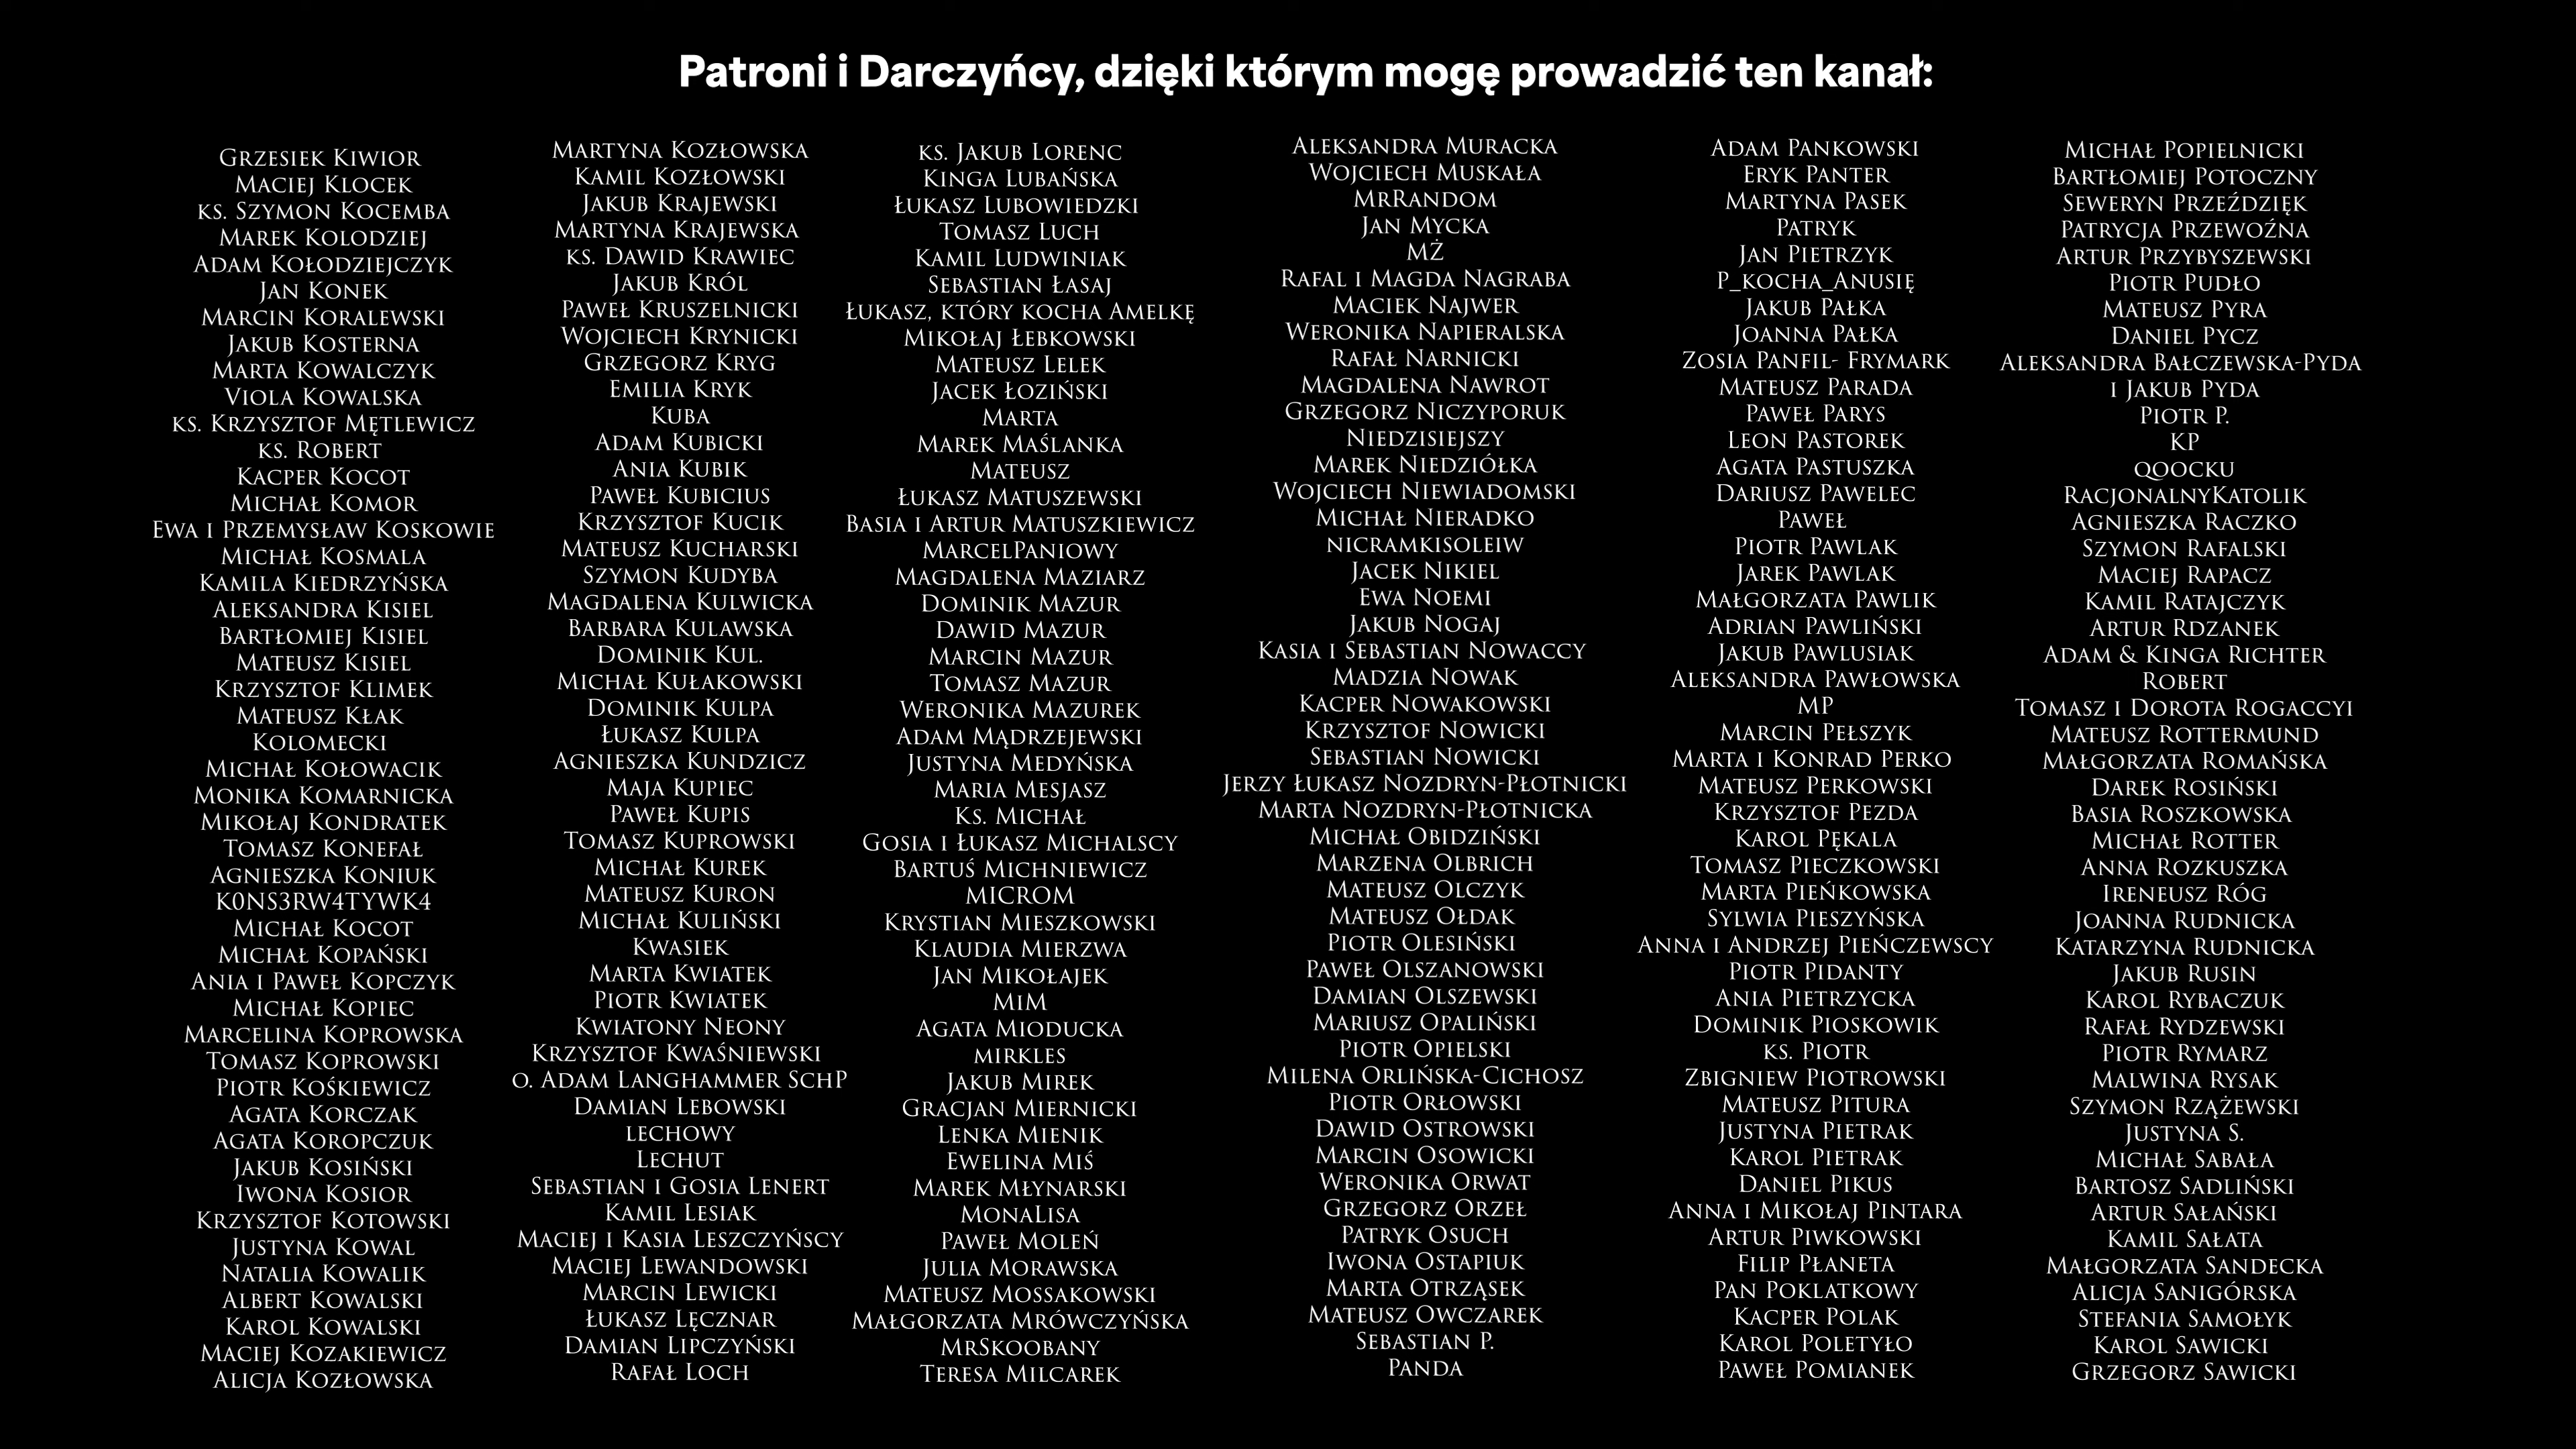 Patroni i Darczyńcy, dzięki którym mogę prowadzić ten kanał:
Grzesiek Kiwior
Maciej Klocek
ks. Szymon Kocemba
Marek Kolodziej
Adam Kołodziejczyk
Jan Konek
Marcin Koralewski
Jakub Kosterna
Marta Kowalczyk
Viola Kowalska
ks. Krzysztof Mętlewicz
ks. Robert
Kacper Kocot
Michał Komor
Ewa i Przemysław Koskowie
Michał Kosmala
Kamila Kiedrzyńska
Aleksandra Kisiel
Bartłomiej Kisiel
Mateusz Kisiel
Krzysztof Klimek
Mateusz Kłak
Kolomecki
Michał Kołowacik
Monika Komarnicka
Mikołaj Kondratek
Tomasz Konefał
Agnieszka Koniuk
K0NS3RW4TYWK4
Michał Kocot
Michał Kopański
Ania i Paweł Kopczyk
Michał Kopiec
Marcelina Koprowska
Tomasz Koprowski
Piotr Kośkiewicz
Agata Korczak
Agata Koropczuk
Jakub Kosiński
Iwona Kosior
Krzysztof Kotowski
Justyna Kowal
Natalia Kowalik
Albert Kowalski
Karol Kowalski
Maciej Kozakiewicz
Alicja Kozłowska
Martyna Kozłowska
Kamil Kozłowski
Jakub Krajewski
Martyna Krajewska
ks. Dawid Krawiec
Jakub Król
Paweł Kruszelnicki
Wojciech Krynicki
Grzegorz Kryg
Emilia Kryk
Kuba
Adam Kubicki
Ania Kubik
Paweł Kubicius
Krzysztof Kucik
Mateusz Kucharski
Szymon Kudyba
Magdalena Kulwicka
Barbara Kulawska
Dominik Kul.
Michał Kułakowski
Dominik Kulpa
Łukasz Kulpa
Agnieszka Kundzicz
Maja Kupiec
Paweł Kupis
Tomasz Kuprowski
Michał Kurek
Mateusz Kuron
Michał Kuliński
Kwasiek
Marta Kwiatek
Piotr Kwiatek
Kwiatony Neony
Krzysztof Kwaśniewski
o. Adam Langhammer SchP
Damian Lebowski
lechowy
Lechut
Sebastian i Gosia Lenert
Kamil Lesiak
Maciej i Kasia Leszczyńscy
Maciej Lewandowski
Marcin Lewicki
Łukasz Lęcznar
Damian Lipczyński
Rafał Loch
ks. Jakub Lorenc
Kinga Lubańska
Łukasz Lubowiedzki
Tomasz Luch
Kamil Ludwiniak
Sebastian Łasaj
Łukasz, który kocha Amelkę
Mikołaj Łebkowski
Mateusz Lelek
Jacek Łoziński
Marta
Marek Maślanka
Mateusz
Łukasz Matuszewski
Basia i Artur Matuszkiewicz
MarcelPaniowy
Magdalena Maziarz
Dominik Mazur
Dawid Mazur
Marcin Mazur
Tomasz Mazur
Weronika Mazurek
Adam Mądrzejewski
Justyna Medyńska
Maria Mesjasz
Ks. Michał
Gosia i Łukasz Michalscy
Bartuś Michniewicz
MICROM
Krystian Mieszkowski
Klaudia Mierzwa
Jan Mikołajek
MiM
Agata Mioducka
mirkles
Jakub Mirek
Gracjan Miernicki
Lenka Mienik
Ewelina Miś
Marek Młynarski
MonaLisa
Paweł Moleń
Julia Morawska
Mateusz Mossakowski
Małgorzata Mrówczyńska
MrSkoobany
Teresa Milcarek
Aleksandra Muracka
Wojciech Muskała
MrRandom
Jan Mycka
MŻ
Rafal i Magda Nagraba
Maciek Najwer
Weronika Napieralska
Rafał Narnicki
Magdalena Nawrot
Grzegorz Niczyporuk
Niedzisiejszy
Marek Niedziółka
Wojciech Niewiadomski
Michał Nieradko
nicramkisoleiw
Jacek Nikiel
Ewa Noemi
Jakub Nogaj
Kasia i Sebastian Nowaccy
Madzia Nowak
Kacper Nowakowski
Krzysztof Nowicki
Sebastian Nowicki
Jerzy Łukasz Nozdryn-Płotnicki
Marta Nozdryn-Płotnicka
Michał Obidziński
Marzena Olbrich
Mateusz Olczyk
Mateusz Ołdak
Piotr Olesiński
Paweł Olszanowski
Damian Olszewski
Mariusz Opaliński
Piotr Opielski
Milena Orlińska-Cichosz
Piotr Orłowski
Dawid Ostrowski
Marcin Osowicki
Weronika Orwat
Grzegorz Orzeł
Patryk Osuch
Iwona Ostapiuk
Marta Otrząsek
Mateusz Owczarek
Sebastian P.
Panda
Adam Pankowski
Eryk Panter
Martyna Pasek
Patryk
Jan Pietrzyk
P_kocha_Anusię
Jakub Pałka
Joanna Pałka
Zosia Panfil- Frymark
Mateusz Parada
Paweł Parys
Leon Pastorek
Agata Pastuszka
Dariusz Pawelec
Paweł
Piotr Pawlak
Jarek Pawlak
Małgorzata Pawlik
Adrian Pawliński
Jakub Pawlusiak
Aleksandra Pawłowska
MP
Marcin Pełszyk
Marta i Konrad Perko
Mateusz Perkowski
Krzysztof Pezda
Karol Pękala
Tomasz Pieczkowski
Marta Pieńkowska
Sylwia Pieszyńska
Anna i Andrzej Pieńczewscy
Piotr Pidanty
Ania Pietrzycka
Dominik Pioskowik
ks. Piotr
Zbigniew Piotrowski
Mateusz Pitura
Justyna Pietrak
Karol Pietrak
Daniel Pikus
Anna i Mikołaj Pintara
Artur Piwkowski
Filip Płaneta
Pan Poklatkowy
Kacper Polak
Karol Poletyło
Paweł Pomianek
Michał Popielnicki
Bartłomiej Potoczny
Seweryn Przeździęk
Patrycja Przewoźna
Artur Przybyszewski
Piotr Pudło
Mateusz Pyra
Daniel Pycz
Aleksandra Bałczewska-Pyda
i Jakub Pyda
Piotr P.
KP
qoocku
RacjonalnyKatolik
Agnieszka Raczko
Szymon Rafalski
Maciej Rapacz
Kamil Ratajczyk
Artur Rdzanek
Adam & Kinga Richter
Robert
Tomasz i Dorota Rogaccyi
Mateusz Rottermund
Małgorzata Romańska
Darek Rosiński
Basia Roszkowska
Michał Rotter
Anna Rozkuszka
Ireneusz Róg
Joanna Rudnicka
Katarzyna Rudnicka
Jakub Rusin
Karol Rybaczuk
Rafał Rydzewski
Piotr Rymarz
Malwina Rysak
Szymon Rzążewski
Justyna S.
Michał Sabała
Bartosz Sadliński
Artur Sałański
Kamil Sałata
Małgorzata Sandecka
Alicja Sanigórska
Stefania Samołyk
Karol Sawicki
Grzegorz Sawicki